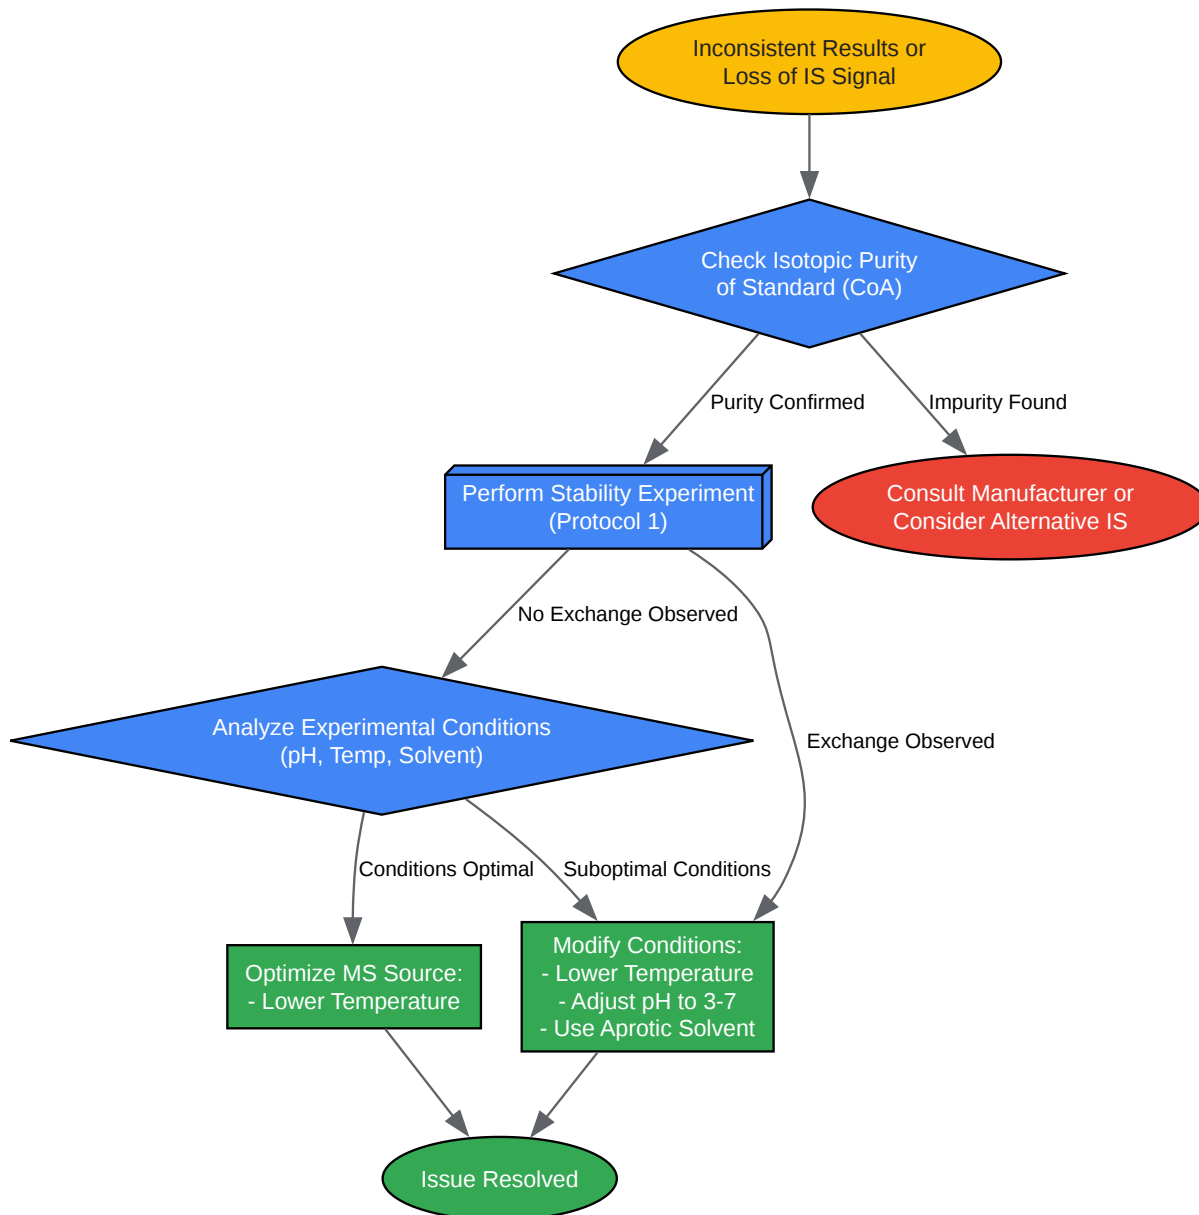 Inconsistent Results or
Loss of IS Signal
Check Isotopic Purity
of Standard (CoA)
Purity Confirmed
Impurity Found
Perform Stability Experiment
(Protocol 1)
Consult Manufacturer or
Consider Alternative IS
No Exchange Observed
Analyze Experimental Conditions
(pH, Temp, Solvent)
Exchange Observed
Conditions Optimal
Suboptimal Conditions
Optimize MS Source:
- Lower Temperature
Modify Conditions:
- Lower Temperature
- Adjust pH to 3-7
- Use Aprotic Solvent
Issue Resolved